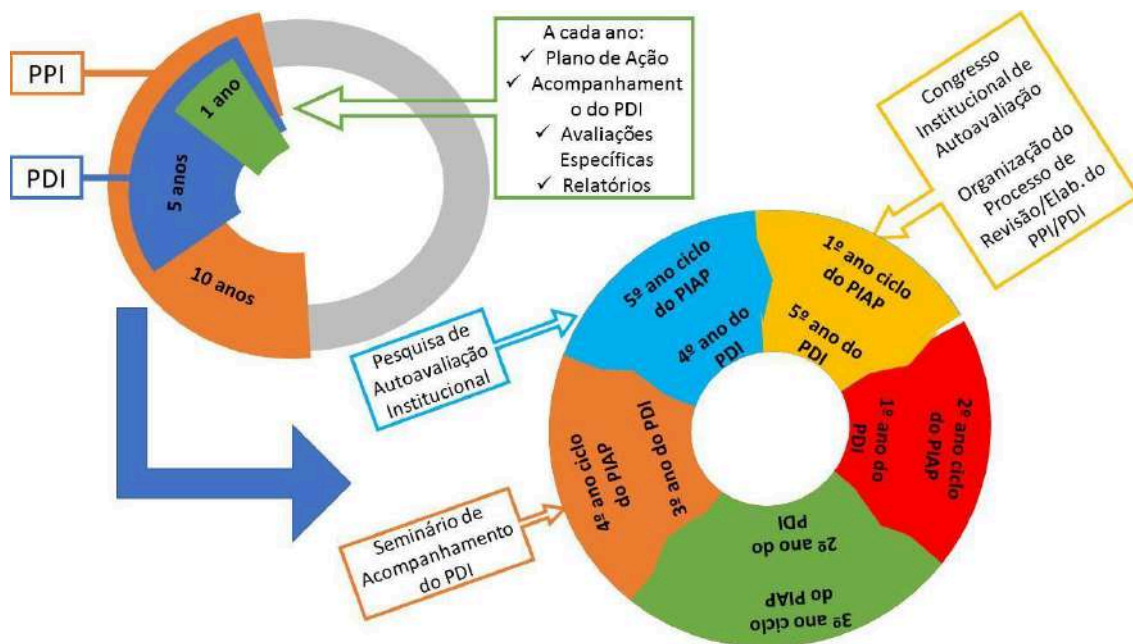 PPI
PDI
1 ano
5 anos
10 anos
A cada ano:
✓ Plano de Ação
✓ Acompanhament
o do PDI
✓ Avaliações
Específicas
✓ Relatórios
Congresso
Institucional de
Autoavaliação
Organização do
Processo de
Revisão/Elab. do
PPI/PDI
1º ano ciclo
do PIAP
5º ano do
PDI
2º ano ciclo
do PIAP
1º ano do
PDI
2º ano do
PDI
3º ano ciclo
do PIAP
4º ano ciclo
do PIAP
3º ano do PDI
5º ano ciclo
do PIAP
4º ano do
PDI
Pesquisa de
Autoavaliação
Institucional
Seminário de
Acompanhamento
do PDI